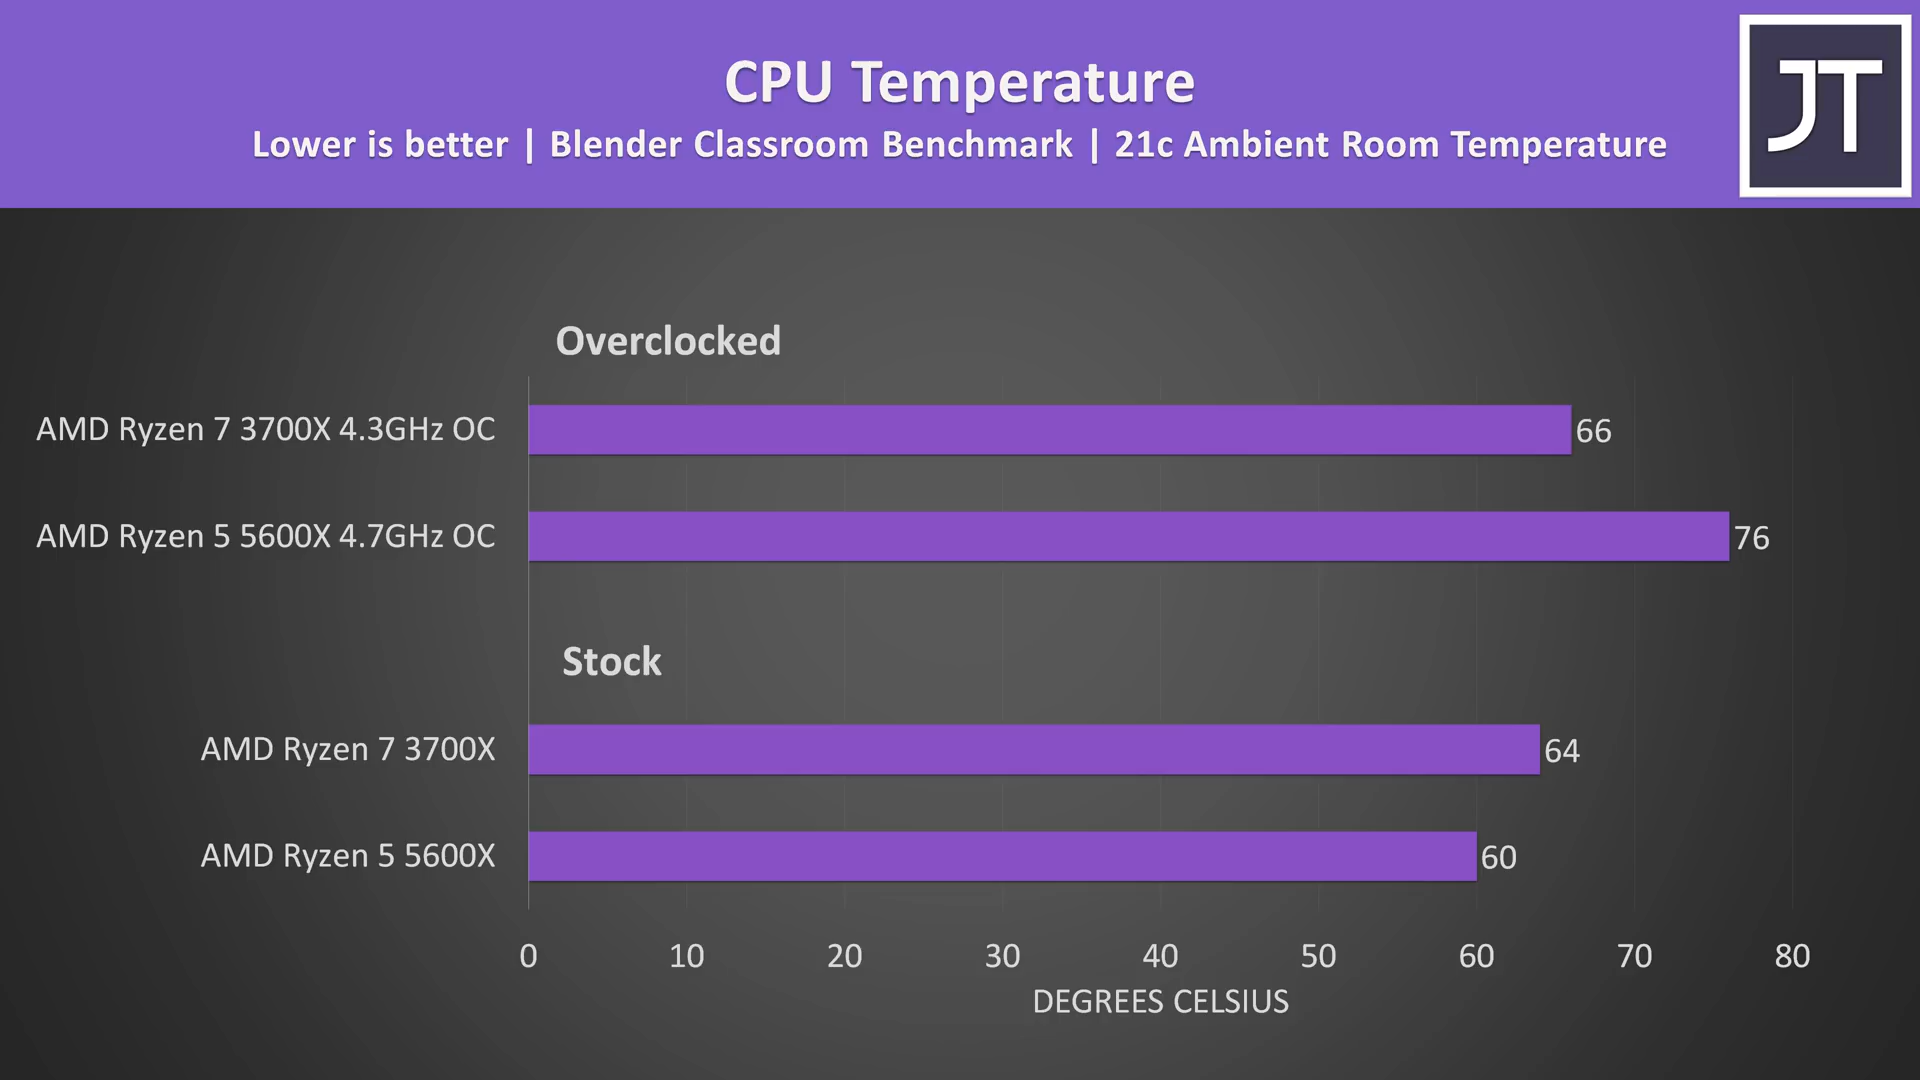 CPU Temperature
Lower is better | Blender Classroom Benchmark | 21c Ambient Room Temperature
JT
Overclocked
AMD Ryzen 7 3700X 4.3GHz OC 66
AMD Ryzen 5 5600X 4.7GHz OC 76
Stock
AMD Ryzen 7 3700X 64
AMD Ryzen 5 5600X 60
0 10 20 30 40 50 60 70 80
DEGREES CELSIUS